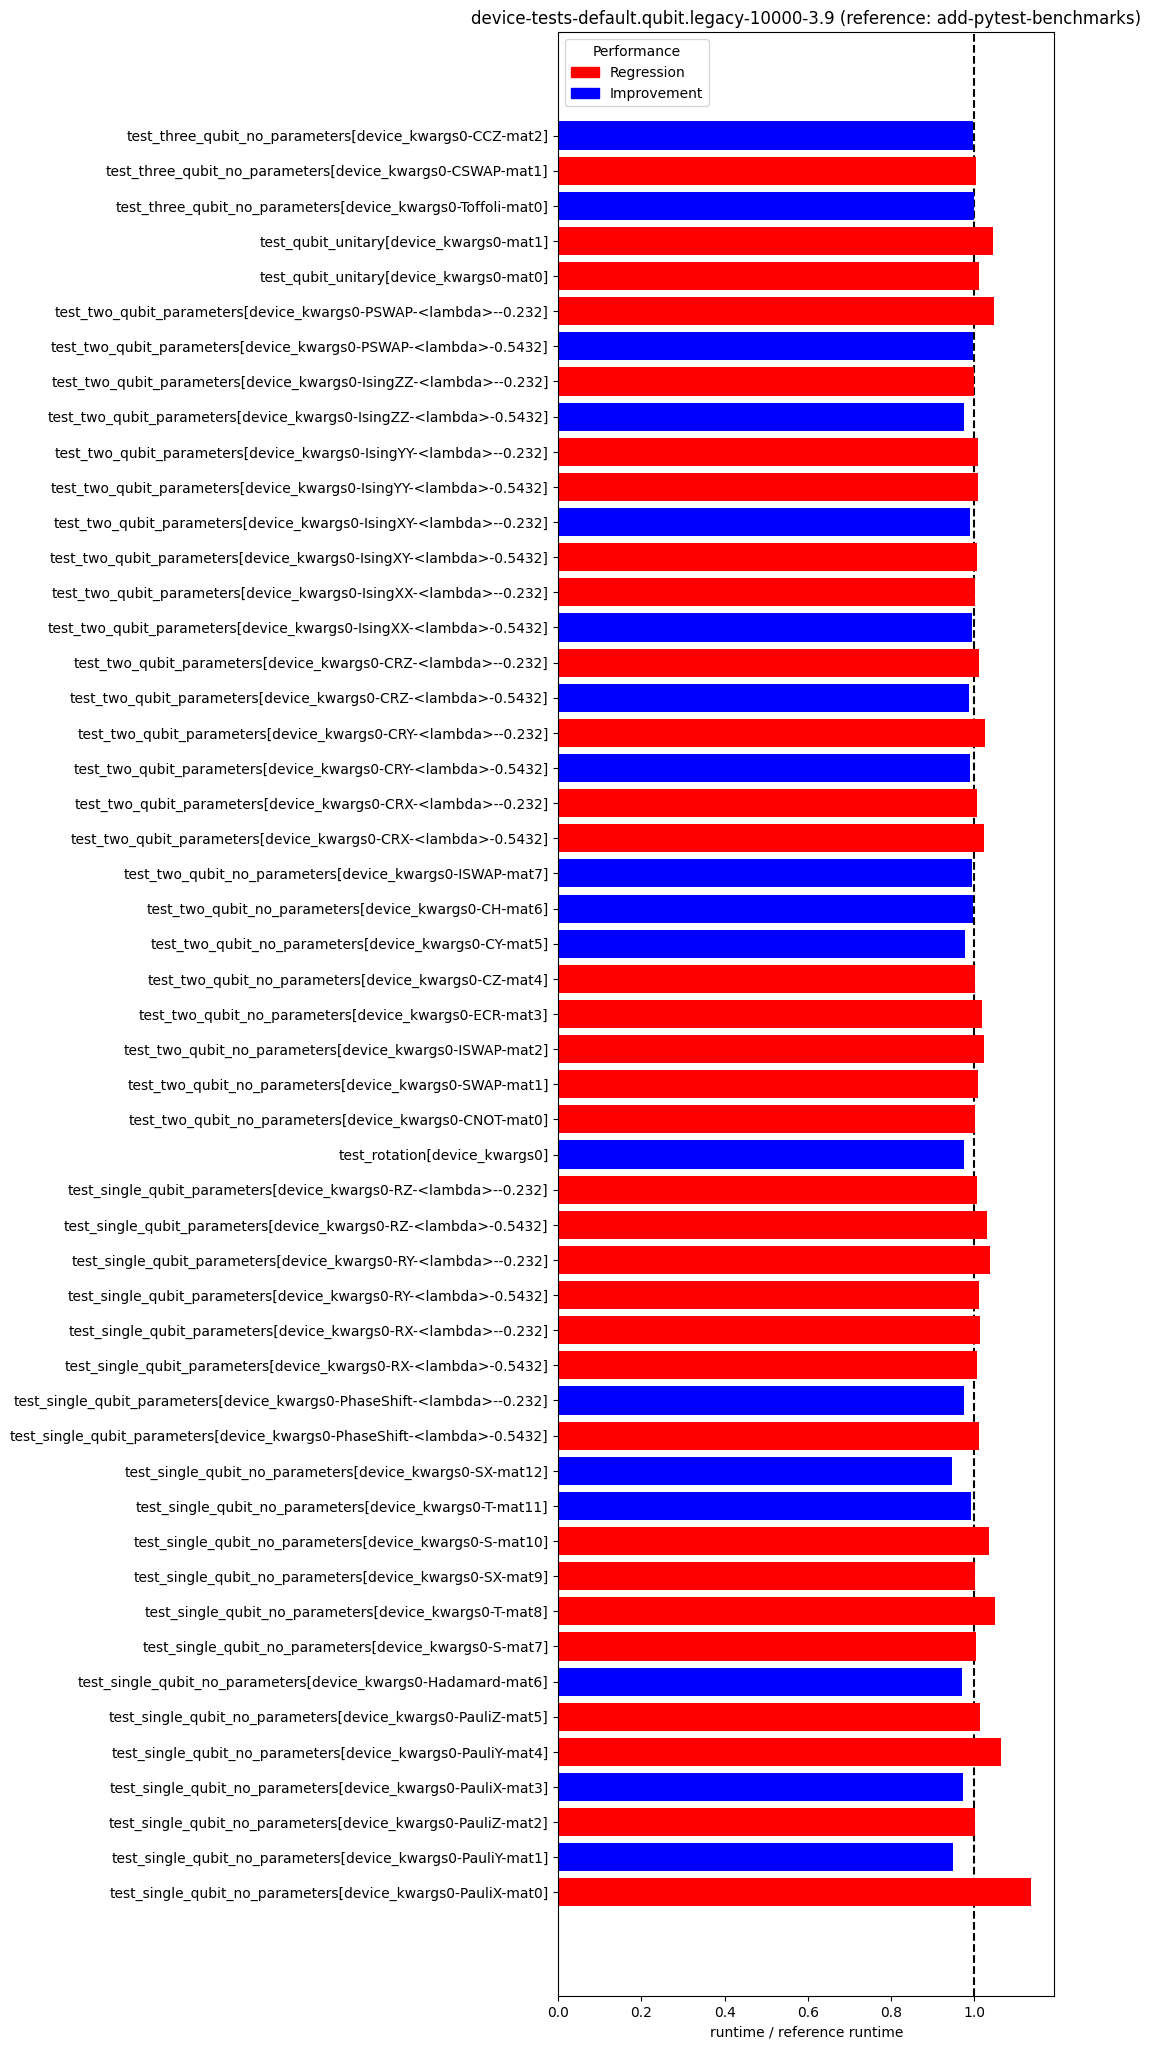 device-tests-default.qubit.legacy-10000-3.9 (reference: add-pytest-benchmarks)
Performance
Regression
Improvement
test_three_qubit_no_parameters[device_kwargs0-CCZ-mat2]
test_three_qubit_no_parameters[device_kwargs0-CSWAP-mat1]
test_three_qubit_no_parameters[device_kwargs0-Toffoli-mat0]
test_qubit_unitary[device_kwargs0-mat1]
test_qubit_unitary[device_kwargs0-mat0]
test_two_qubit_parameters[device_kwargs0-PSWAP-<lambda>--0.232]
test_two_qubit_parameters[device_kwargs0-PSWAP-<lambda>-0.5432]
test_two_qubit_parameters[device_kwargs0-IsingZZ-<lambda>--0.232]
test_two_qubit_parameters[device_kwargs0-IsingZZ-<lambda>-0.5432]
test_two_qubit_parameters[device_kwargs0-IsingYY-<lambda>--0.232]
test_two_qubit_parameters[device_kwargs0-IsingYY-<lambda>-0.5432]
test_two_qubit_parameters[device_kwargs0-IsingXY-<lambda>--0.232]
test_two_qubit_parameters[device_kwargs0-IsingXY-<lambda>-0.5432]
test_two_qubit_parameters[device_kwargs0-IsingXX-<lambda>--0.232]
test_two_qubit_parameters[device_kwargs0-IsingXX-<lambda>-0.5432]
test_two_qubit_parameters[device_kwargs0-CRZ-<lambda>--0.232]
test_two_qubit_parameters[device_kwargs0-CRZ-<lambda>-0.5432]
test_two_qubit_parameters[device_kwargs0-CRY-<lambda>--0.232]
test_two_qubit_parameters[device_kwargs0-CRY-<lambda>-0.5432]
test_two_qubit_parameters[device_kwargs0-CRX-<lambda>--0.232]
test_two_qubit_parameters[device_kwargs0-CRX-<lambda>-0.5432]
test_two_qubit_no_parameters[device_kwargs0-ISWAP-mat7]
test_two_qubit_no_parameters[device_kwargs0-CH-mat6]
test_two_qubit_no_parameters[device_kwargs0-CY-mat5]
test_two_qubit_no_parameters[device_kwargs0-CZ-mat4]
test_two_qubit_no_parameters[device_kwargs0-ECR-mat3]
test_two_qubit_no_parameters[device_kwargs0-ISWAP-mat2]
test_two_qubit_no_parameters[device_kwargs0-SWAP-mat1]
test_two_qubit_no_parameters[device_kwargs0-CNOT-mat0]
test_rotation[device_kwargs0]
test_single_qubit_parameters[device_kwargs0-RZ-<lambda>--0.232]
test_single_qubit_parameters[device_kwargs0-RZ-<lambda>-0.5432]
test_single_qubit_parameters[device_kwargs0-RY-<lambda>--0.232]
test_single_qubit_parameters[device_kwargs0-RY-<lambda>-0.5432]
test_single_qubit_parameters[device_kwargs0-RX-<lambda>--0.232]
test_single_qubit_parameters[device_kwargs0-RX-<lambda>-0.5432]
test_single_qubit_parameters[device_kwargs0-PhaseShift-<lambda>--0.232]
test_single_qubit_parameters[device_kwargs0-PhaseShift-<lambda>-0.5432]
test_single_qubit_no_parameters[device_kwargs0-SX-mat12]
test_single_qubit_no_parameters[device_kwargs0-T-mat11]
test_single_qubit_no_parameters[device_kwargs0-S-mat10]
test_single_qubit_no_parameters[device_kwargs0-SX-mat9]
test_single_qubit_no_parameters[device_kwargs0-T-mat8]
test_single_qubit_no_parameters[device_kwargs0-S-mat7]
test_single_qubit_no_parameters[device_kwargs0-Hadamard-mat6]
test_single_qubit_no_parameters[device_kwargs0-PauliZ-mat5]
test_single_qubit_no_parameters[device_kwargs0-PauliY-mat4]
test_single_qubit_no_parameters[device_kwargs0-PauliX-mat3]
test_single_qubit_no_parameters[device_kwargs0-PauliZ-mat2]
test_single_qubit_no_parameters[device_kwargs0-PauliY-mat1]
test_single_qubit_no_parameters[device_kwargs0-PauliX-mat0]
0.0 0.2 0.4 0.6 0.8 1.0
runtime / reference runtime